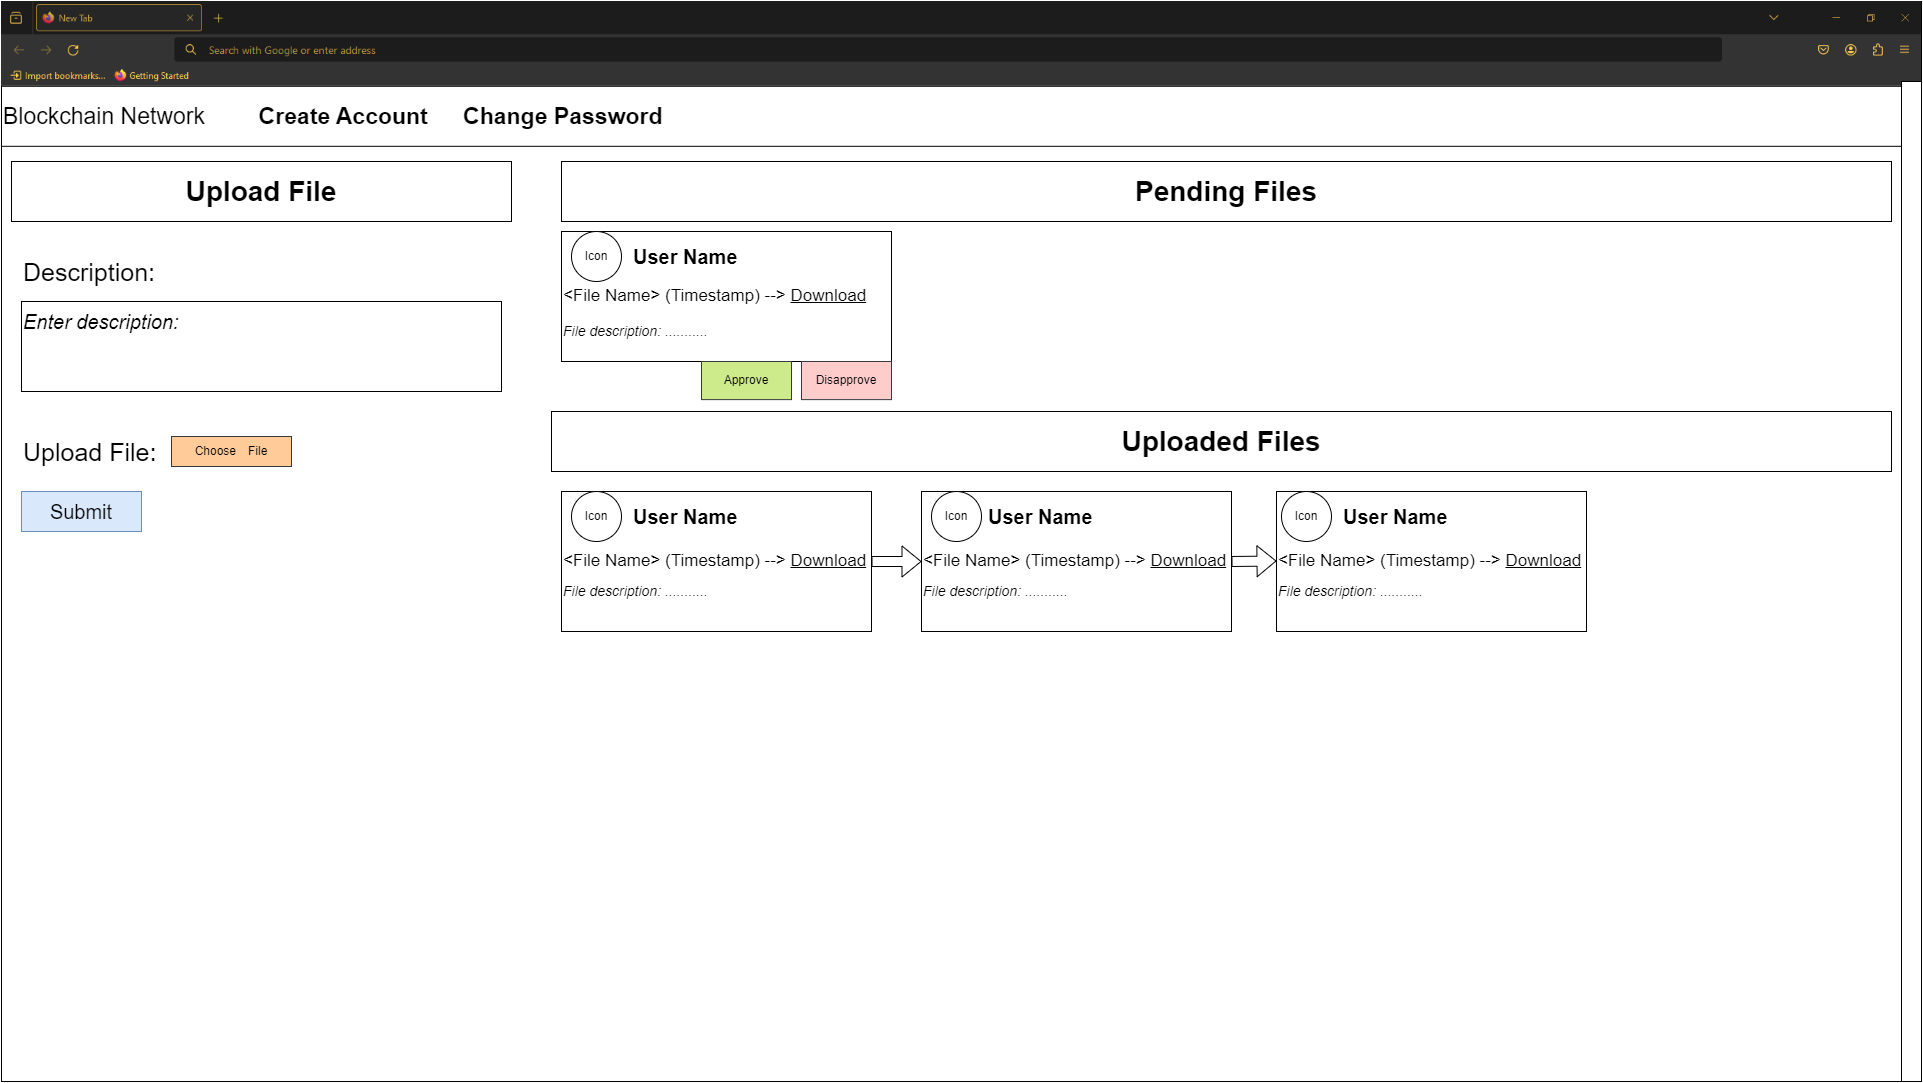 New Tab
Search with Google or enter address
Import bookmarks... Getting Started
Blockchain Network Create Account Change Password
Upload File
Description:
Enter description:
Upload File: Choose File
Submit
Pending Files
Icon User Name
<File Name> (Timestamp) --> Download
File description: ...........
Approve Disapprove
Uploaded Files
Icon User Name
<File Name> (Timestamp) --> Download
File description: ...........
Icon User Name
<File Name> (Timestamp) --> Download
File description: ...........
Icon User Name
<File Name> (Timestamp) --> Download
File description: ...........